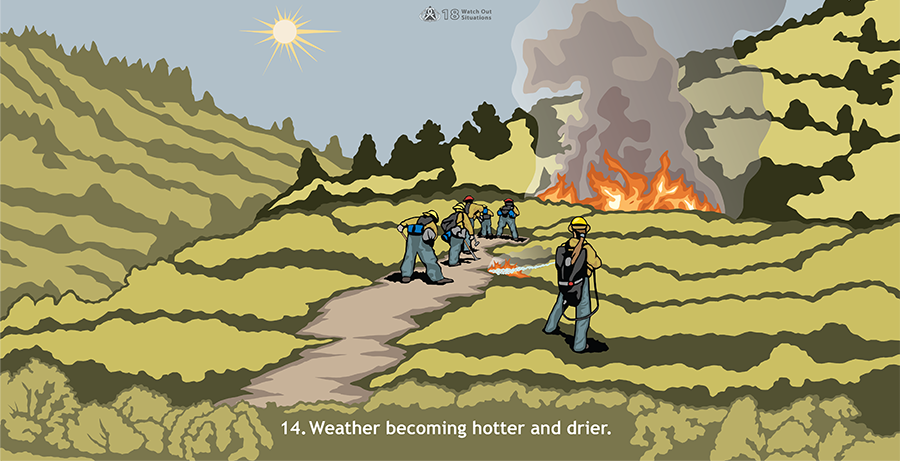 18 Watch Out
Situations
14. Weather becoming hotter and drier.